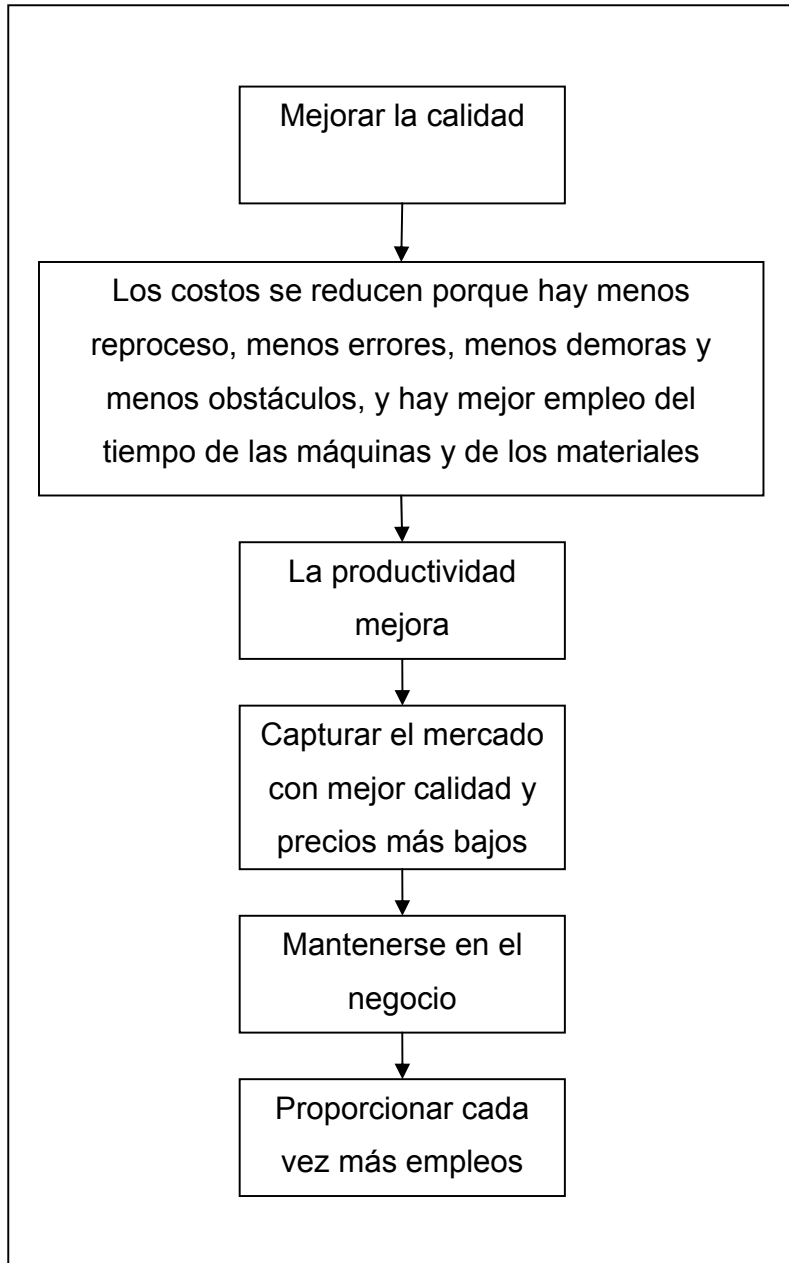 Mejorar la calidad
Los costos se reducen porque hay menos
reproceso, menos errores, menos demoras y
menos obstáculos, y hay mejor empleo del
tiempo de las máquinas y de los materiales
La productividad
mejora
Capturar el mercado
con mejor calidad y
precios más bajos
Mantenerse en el
negocio
Proporcionar cada
vez más empleos